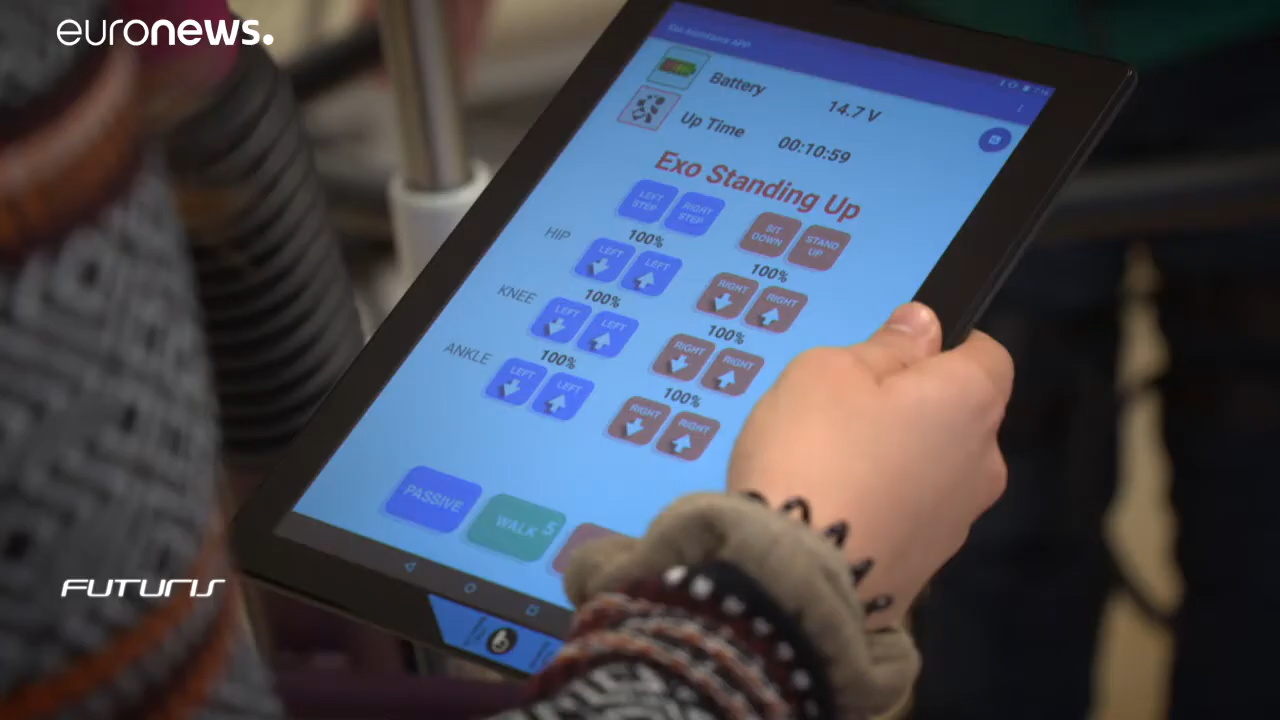 euronews.
Battery 14.7 V
Up Time 00:10:59
Exo Standing Up
LEFT STEP RIGHT STEP SIT DOWN STAND UP
HIP 100% 100%
LEFT LEFT RIGHT RIGHT
KNEE 100% 100%
LEFT LEFT RIGHT RIGHT
ANKLE 100% 100%
LEFT LEFT RIGHT RIGHT
PASSIVE WALK 5
FUTURIS